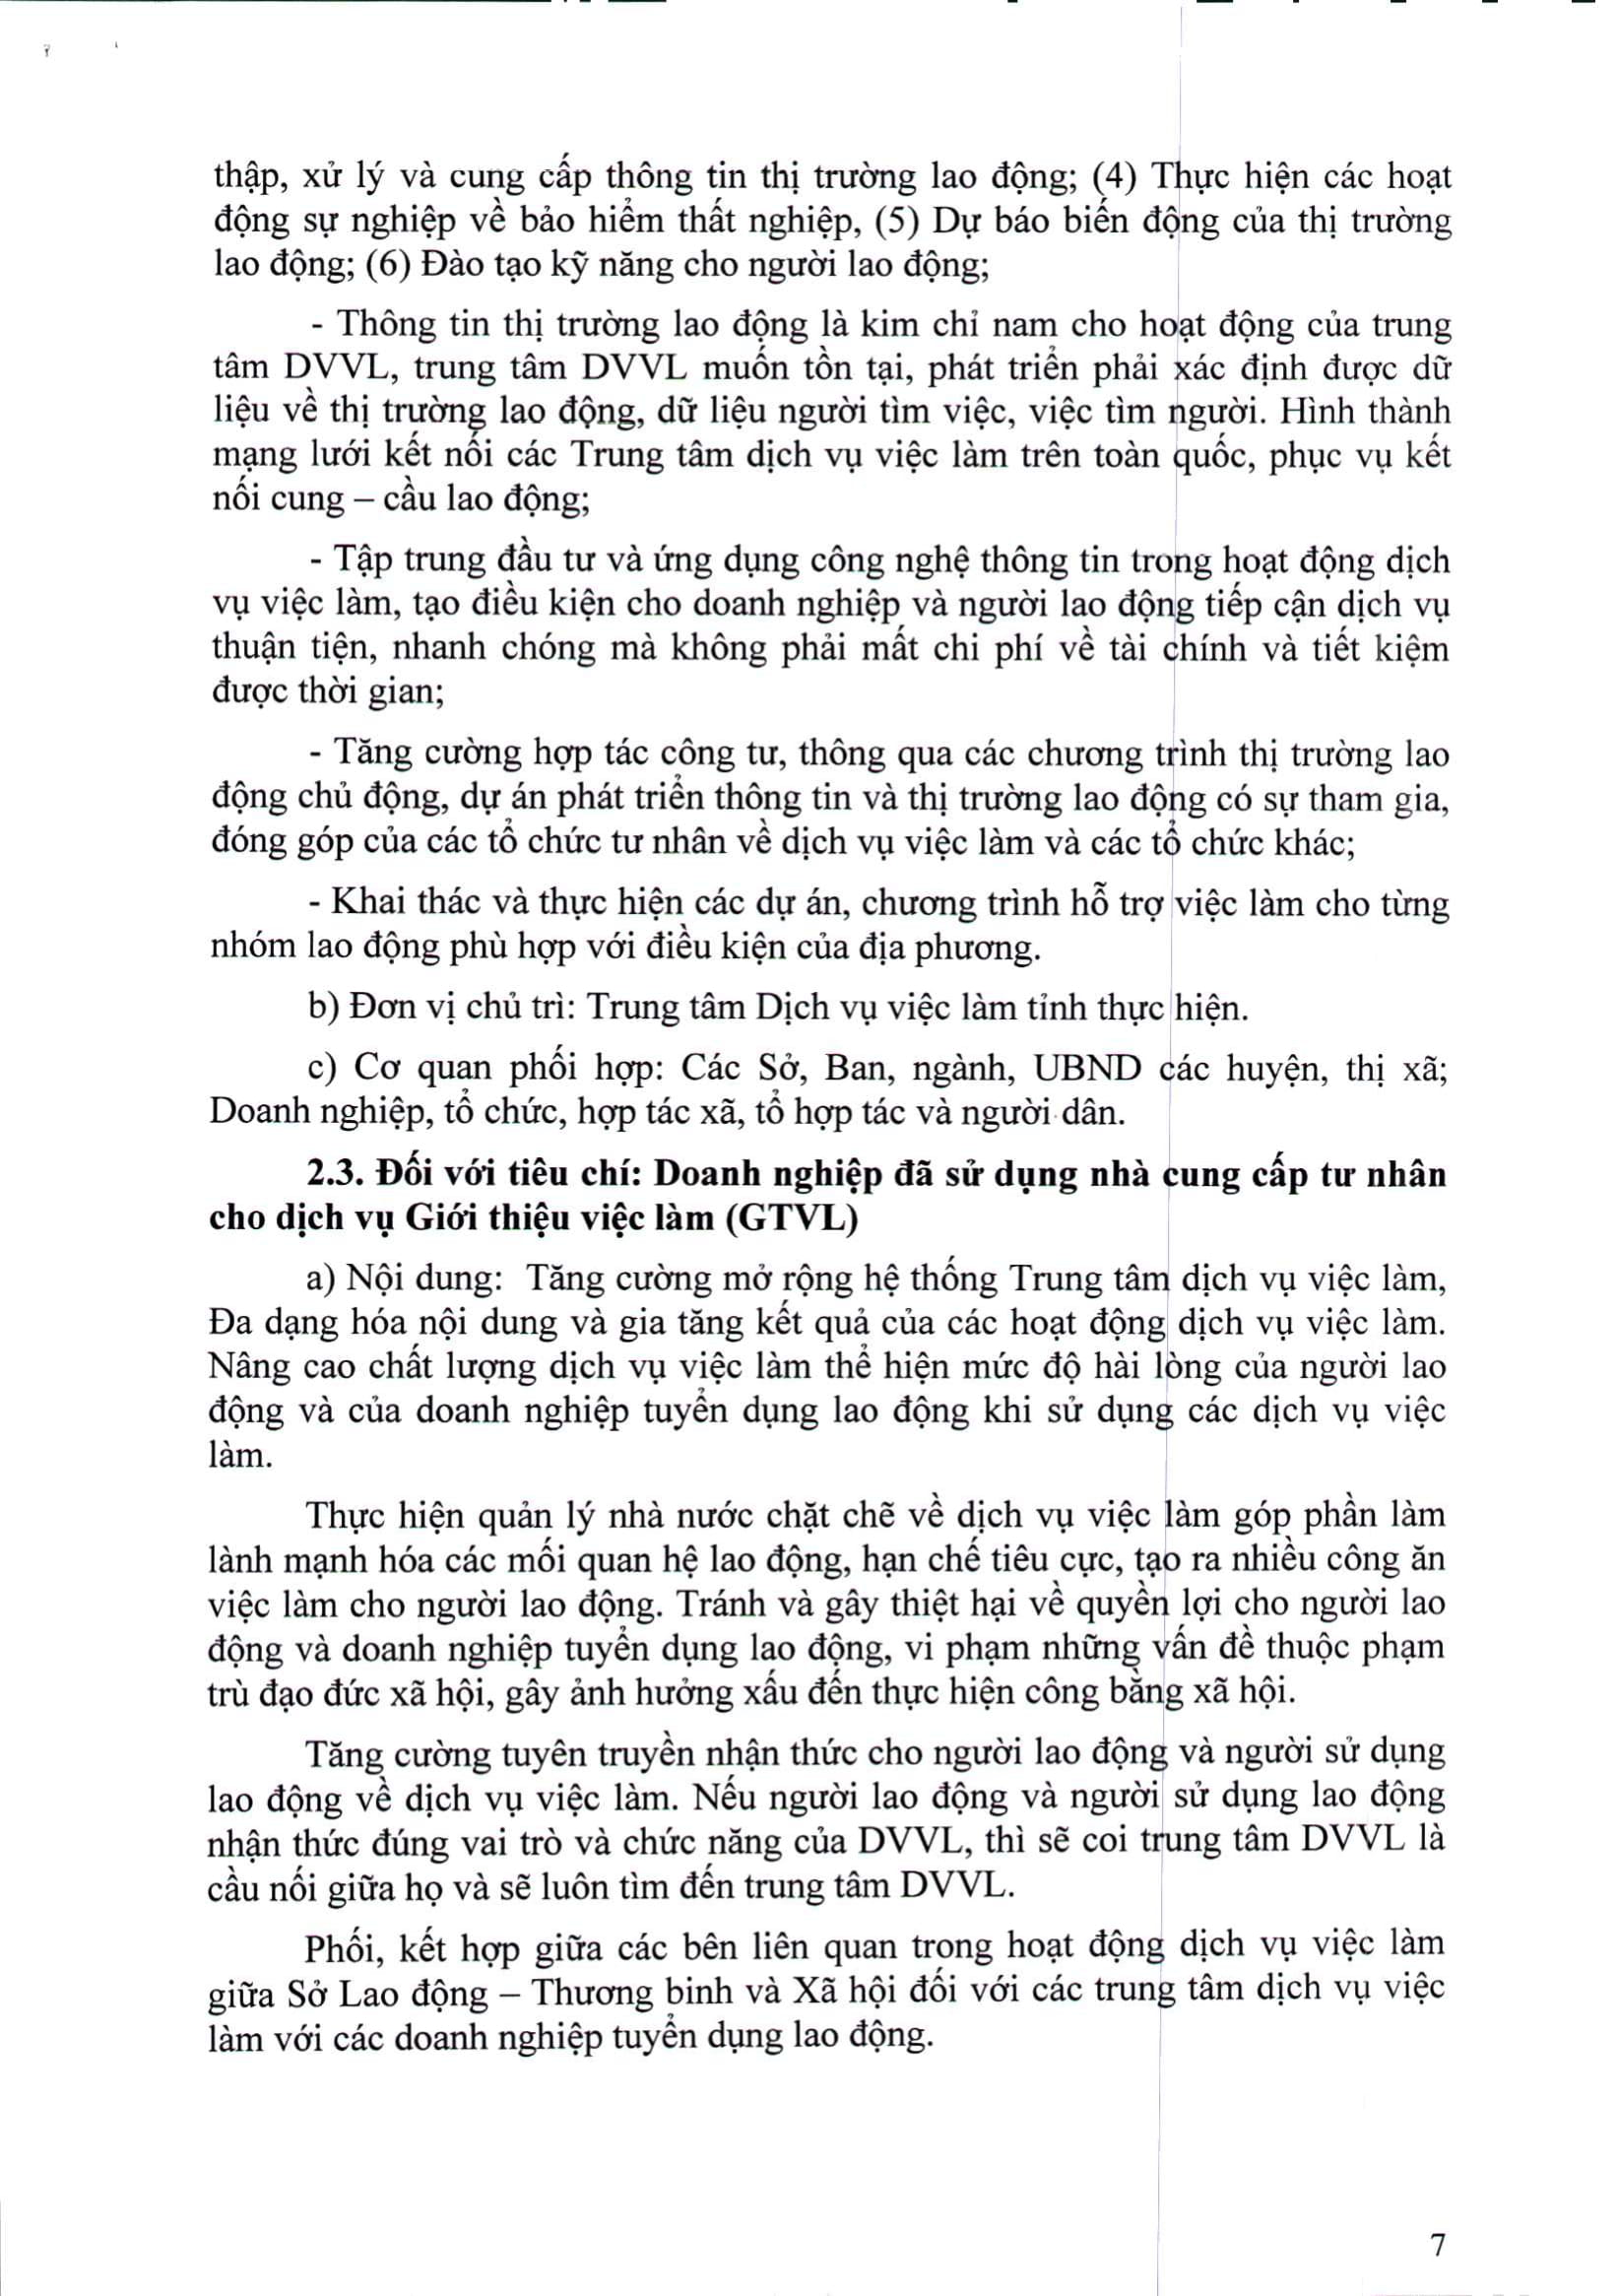 thập, xử lý và cung cấp thông tin thị trường lao động; (4) Thực hiện các hoạt
động sự nghiệp về bảo hiểm thất nghiệp, (5) Dự báo biến động của thị trường
lao động; (6) Đào tạo kỹ năng cho người lao động;
- Thông tin thị trường lao động là kim chỉ nam cho hoạt động của trung
tâm DVVL, trung tâm DVVL muốn tồn tại, phát triển phải xác định được dữ
liệu về thị trường lao động, dữ liệu người tìm việc, việc tìm người. Hình thành
mạng lưới kết nối các Trung tâm dịch vụ việc làm trên toàn quốc, phục vụ kết
nối cung – cầu lao động;
- Tập trung đầu tư và ứng dụng công nghệ thông tin trong hoạt động dịch
vụ việc làm, tạo điều kiện cho doanh nghiệp và người lao động tiếp cận dịch vụ
thuận tiện, nhanh chóng mà không phải mất chi phí về tài chính và tiết kiệm
được thời gian;
- Tăng cường hợp tác công tư, thông qua các chương trình thị trường lao
động chủ động, dự án phát triển thông tin và thị trường lao động có sự tham gia,
đóng góp của các tổ chức tư nhân về dịch vụ việc làm và các tổ chức khác;
- Khai thác và thực hiện các dự án, chương trình hỗ trợ việc làm cho từng
nhóm lao động phù hợp với điều kiện của địa phương.
b) Đơn vị chủ trì: Trung tâm Dịch vụ việc làm tỉnh thực hiện.
c) Cơ quan phối hợp: Các Sở, Ban, ngành, UBND các huyện, thị xã;
Doanh nghiệp, tổ chức, hợp tác xã, tổ hợp tác và người dân.
2.3. Đối với tiêu chí: Doanh nghiệp đã sử dụng nhà cung cấp tư nhân
cho dịch vụ Giới thiệu việc làm (GTVL)
a) Nội dung: Tăng cường mở rộng hệ thống Trung tâm dịch vụ việc làm,
Đa dạng hóa nội dung và gia tăng kết quả của các hoạt động dịch vụ việc làm.
Nâng cao chất lượng dịch vụ việc làm thể hiện mức độ hài lòng của người lao
động và của doanh nghiệp tuyển dụng lao động khi sử dụng các dịch vụ việc
làm.
Thực hiện quản lý nhà nước chặt chẽ về dịch vụ việc làm góp phần làm
lành mạnh hóa các mối quan hệ lao động, hạn chế tiêu cực, tạo ra nhiều công ăn
việc làm cho người lao động. Tránh và gây thiệt hại về quyền lợi cho người lao
động và doanh nghiệp tuyển dụng lao động, vi phạm những vấn đề thuộc phạm
trù đạo đức xã hội, gây ảnh hưởng xấu đến thực hiện công bằng xã hội.
Tăng cường tuyên truyền nhận thức cho người lao động và người sử dụng
lao động về dịch vụ việc làm. Nếu người lao động và người sử dụng lao động
nhận thức đúng vai trò và chức năng của DVVL, thì sẽ coi trung tâm DVVL là
cầu nối giữa họ và sẽ luôn tìm đến trung tâm DVVL.
Phối, kết hợp giữa các bên liên quan trong hoạt động dịch vụ việc làm
giữa Sở Lao động – Thương binh và Xã hội đối với các trung tâm dịch vụ việc
làm với các doanh nghiệp tuyển dụng lao động.
7